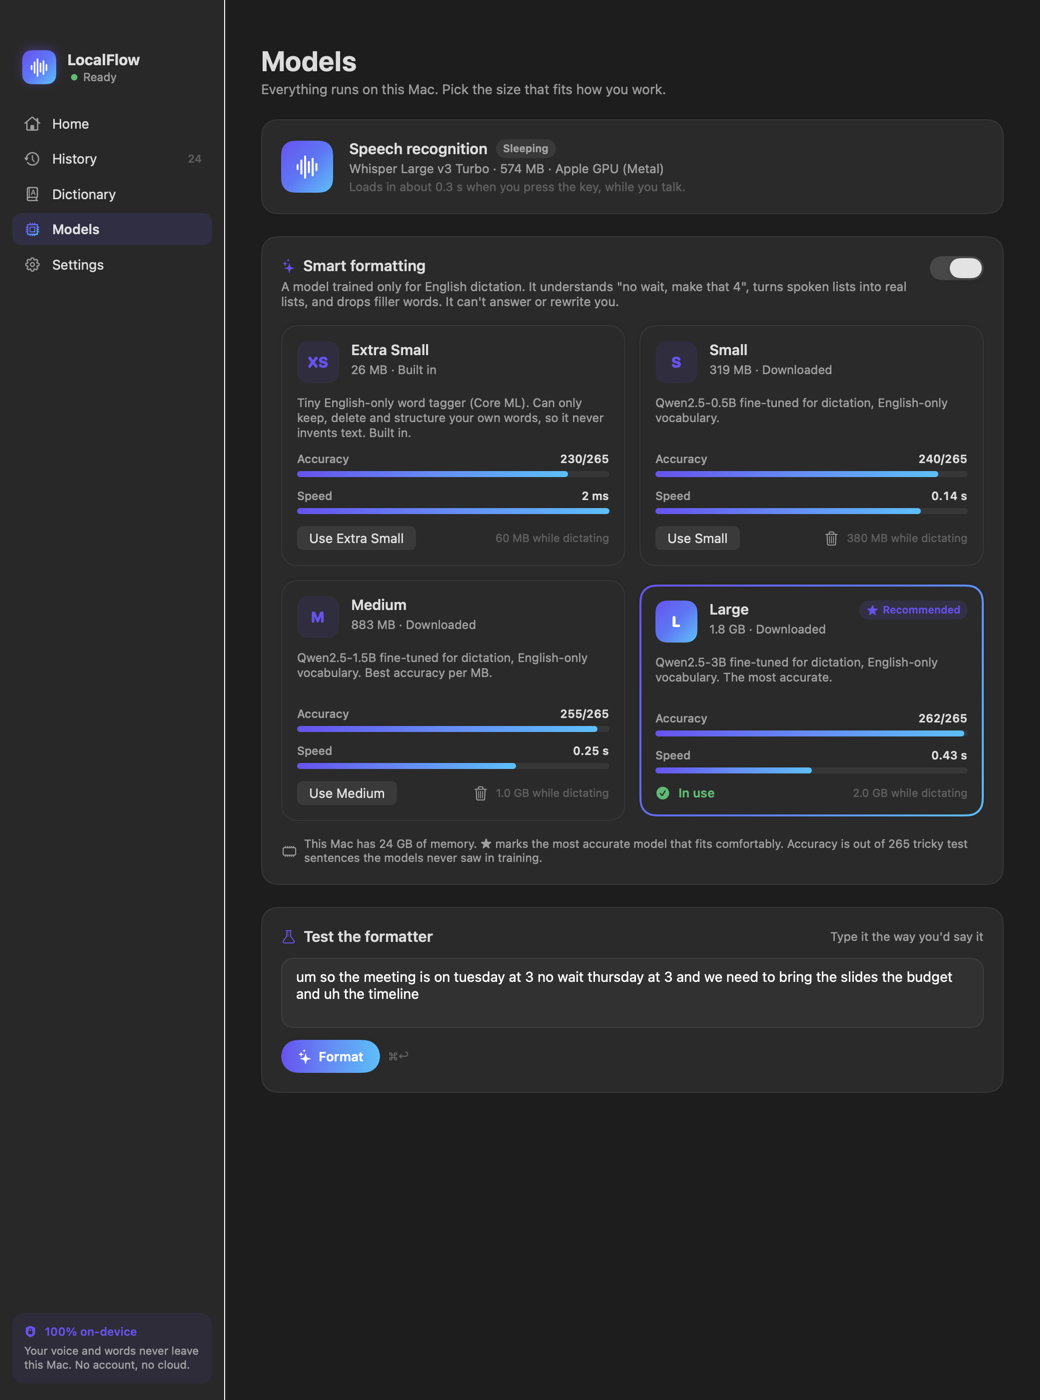 LocalFlow
Ready
Home
History 24
Dictionary
Models
Settings
100% on-device
Your voice and words never leave
this Mac. No account, no cloud.
Models
Everything runs on this Mac. Pick the size that fits how you work.
Speech recognition Sleeping
Whisper Large v3 Turbo · 574 MB · Apple GPU (Metal)
Loads in about 0.3 s when you press the key, while you talk.
Smart formatting
A model trained only for English dictation. It understands "no wait, make that 4", turns spoken lists into real
lists, and drops filler words. It can't answer or rewrite you.
XS
Extra Small
26 MB · Built in
Tiny English-only word tagger (Core ML). Can only
keep, delete and structure your own words, so it never
invents text. Built in.
Accuracy 230/265
Speed 2 ms
Use Extra Small 60 MB while dictating
S
Small
319 MB · Downloaded
Qwen2.5-0.5B fine-tuned for dictation, English-only
vocabulary.
Accuracy 240/265
Speed 0.14 s
Use Small 380 MB while dictating
M
Medium
883 MB · Downloaded
Qwen2.5-1.5B fine-tuned for dictation, English-only
vocabulary. Best accuracy per MB.
Accuracy 255/265
Speed 0.25 s
Use Medium 1.0 GB while dictating
L
Large ★ Recommended
1.8 GB · Downloaded
Qwen2.5-3B fine-tuned for dictation, English-only
vocabulary. The most accurate.
Accuracy 262/265
Speed 0.43 s
In use 2.0 GB while dictating
This Mac has 24 GB of memory. ★ marks the most accurate model that fits comfortably. Accuracy is out of 265 tricky test
sentences the models never saw in training.
Test the formatter Type it the way you'd say it
um so the meeting is on tuesday at 3 no wait thursday at 3 and we need to bring the slides the budget
and uh the timeline
Format ⌘↩